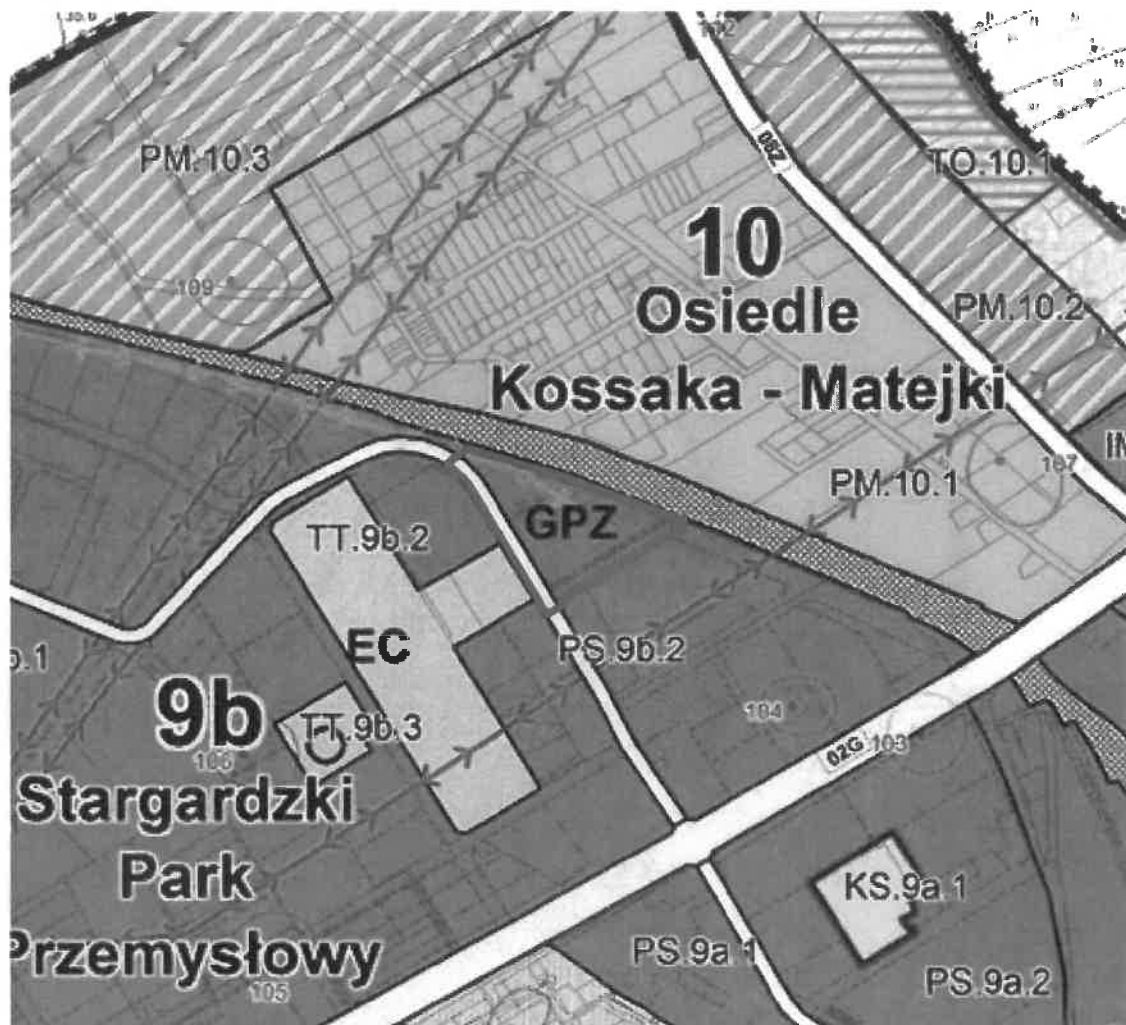 PM.10.3
06Z
TO.10.1
10
Osiedle
Kossaka - Matejki
PM.10.2
109
107
PM.10.1
GPZ
TT.9b.2
EC
PS.9b.2
9b
TT.9b.3
106
104
02G
103
Stargardzki
Park
Przemysłowy
105
KS.9a.1
PS.9a.1
PS.9a.2